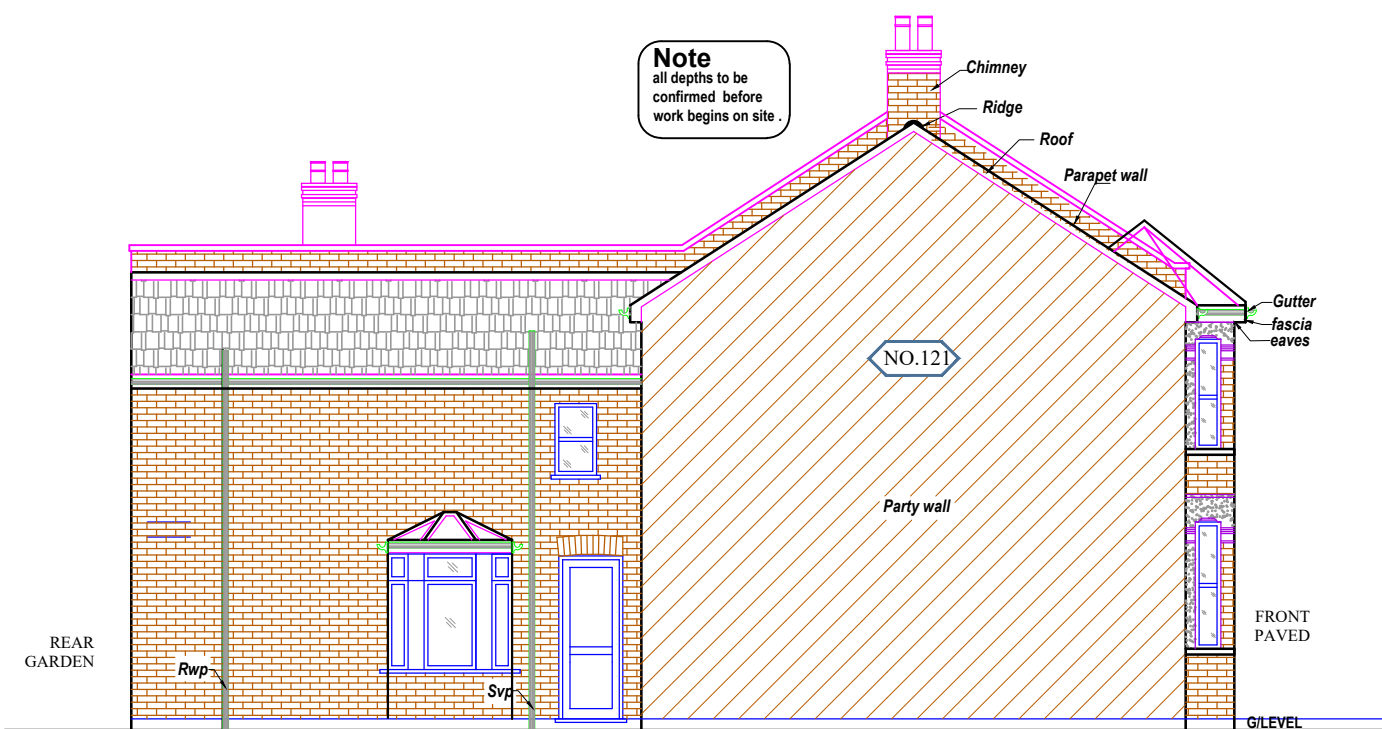 Note
all depths to be
confirmed before
work begins on site .
Chimney
Ridge
Roof
Parapet wall
Gutter
fascia
eaves
NO.121
Party wall
REAR
GARDEN
Rwp
Svp
FRONT
PAVED
G/LEVEL